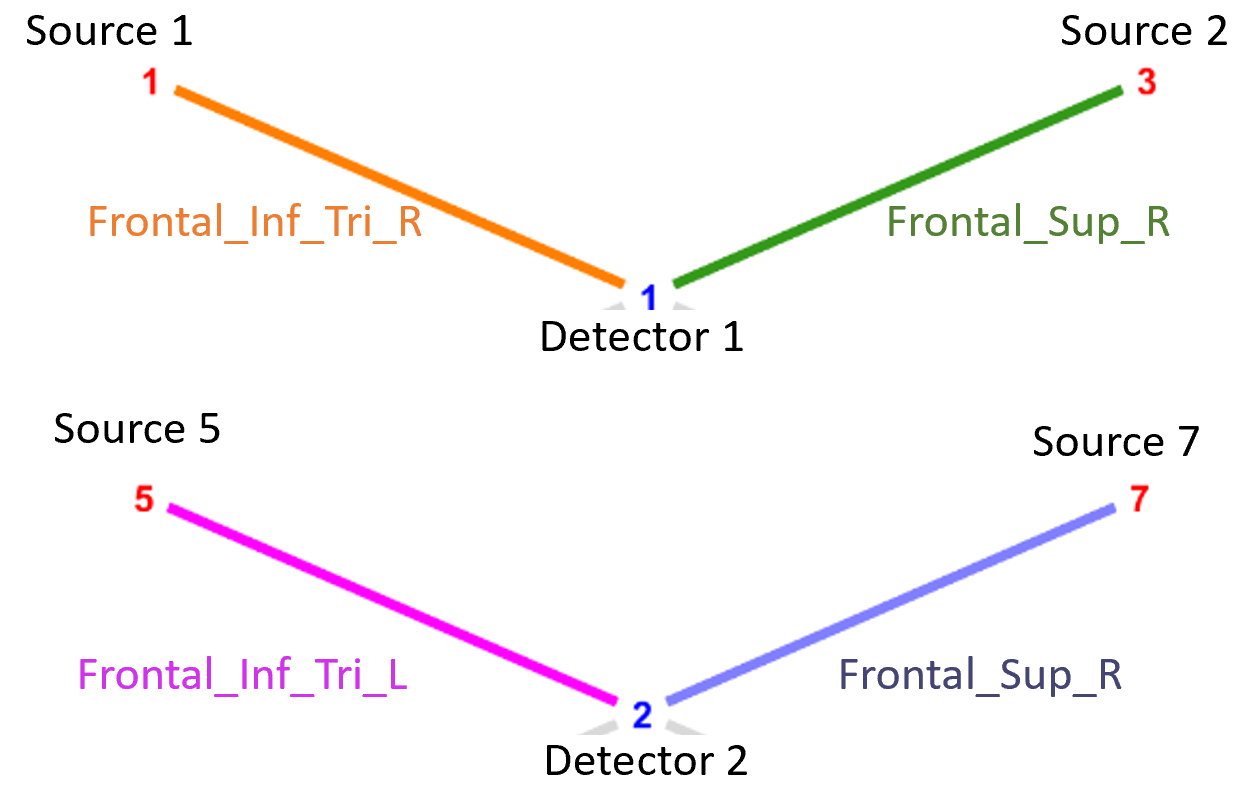 Source 1
Source 2
1
3
Frontal_Inf_Tri_R
Frontal_Sup_R
1
Detector 1
Source 5
Source 7
5
7
Frontal_Inf_Tri_L
Frontal_Sup_R
2
Detector 2